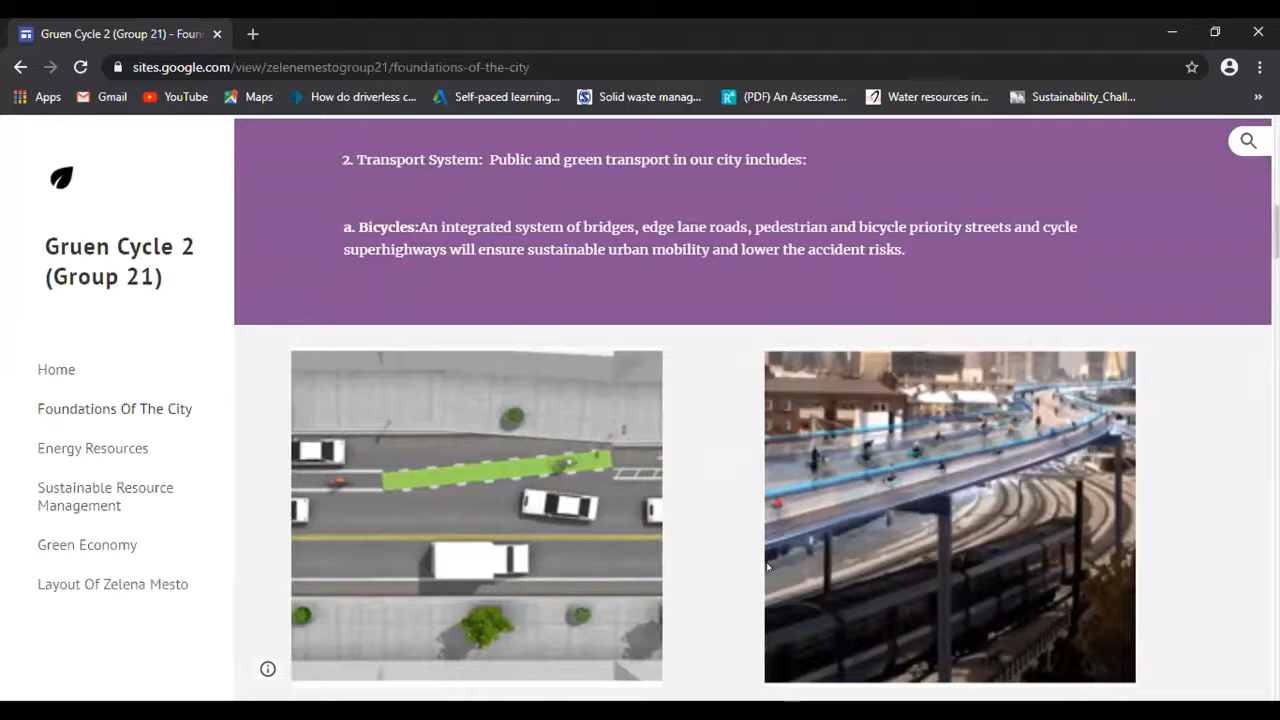 Gruen Cycle 2 (Group 21) - Foun
sites.google.com/view/zelenemestogroup21/foundations-of-the-city
Apps Gmail YouTube Maps How do driverless c... Self-paced learning,... Solid waste manag... (PDF) An Assessme... Water resources in... Sustainability_Chall... »
2. Transport System: Public and green transport in our city includes:
a. Bicycles:An integrated system of bridges, edge lane roads, pedestrian and bicycle priority streets and cycle
superhighways will ensure sustainable urban mobility and lower the accident risks.
Gruen Cycle 2
(Group 21)
Home
Foundations Of The City
Energy Resources
Sustainable Resource
Management
Green Economy
Layout Of Zelena Mesto